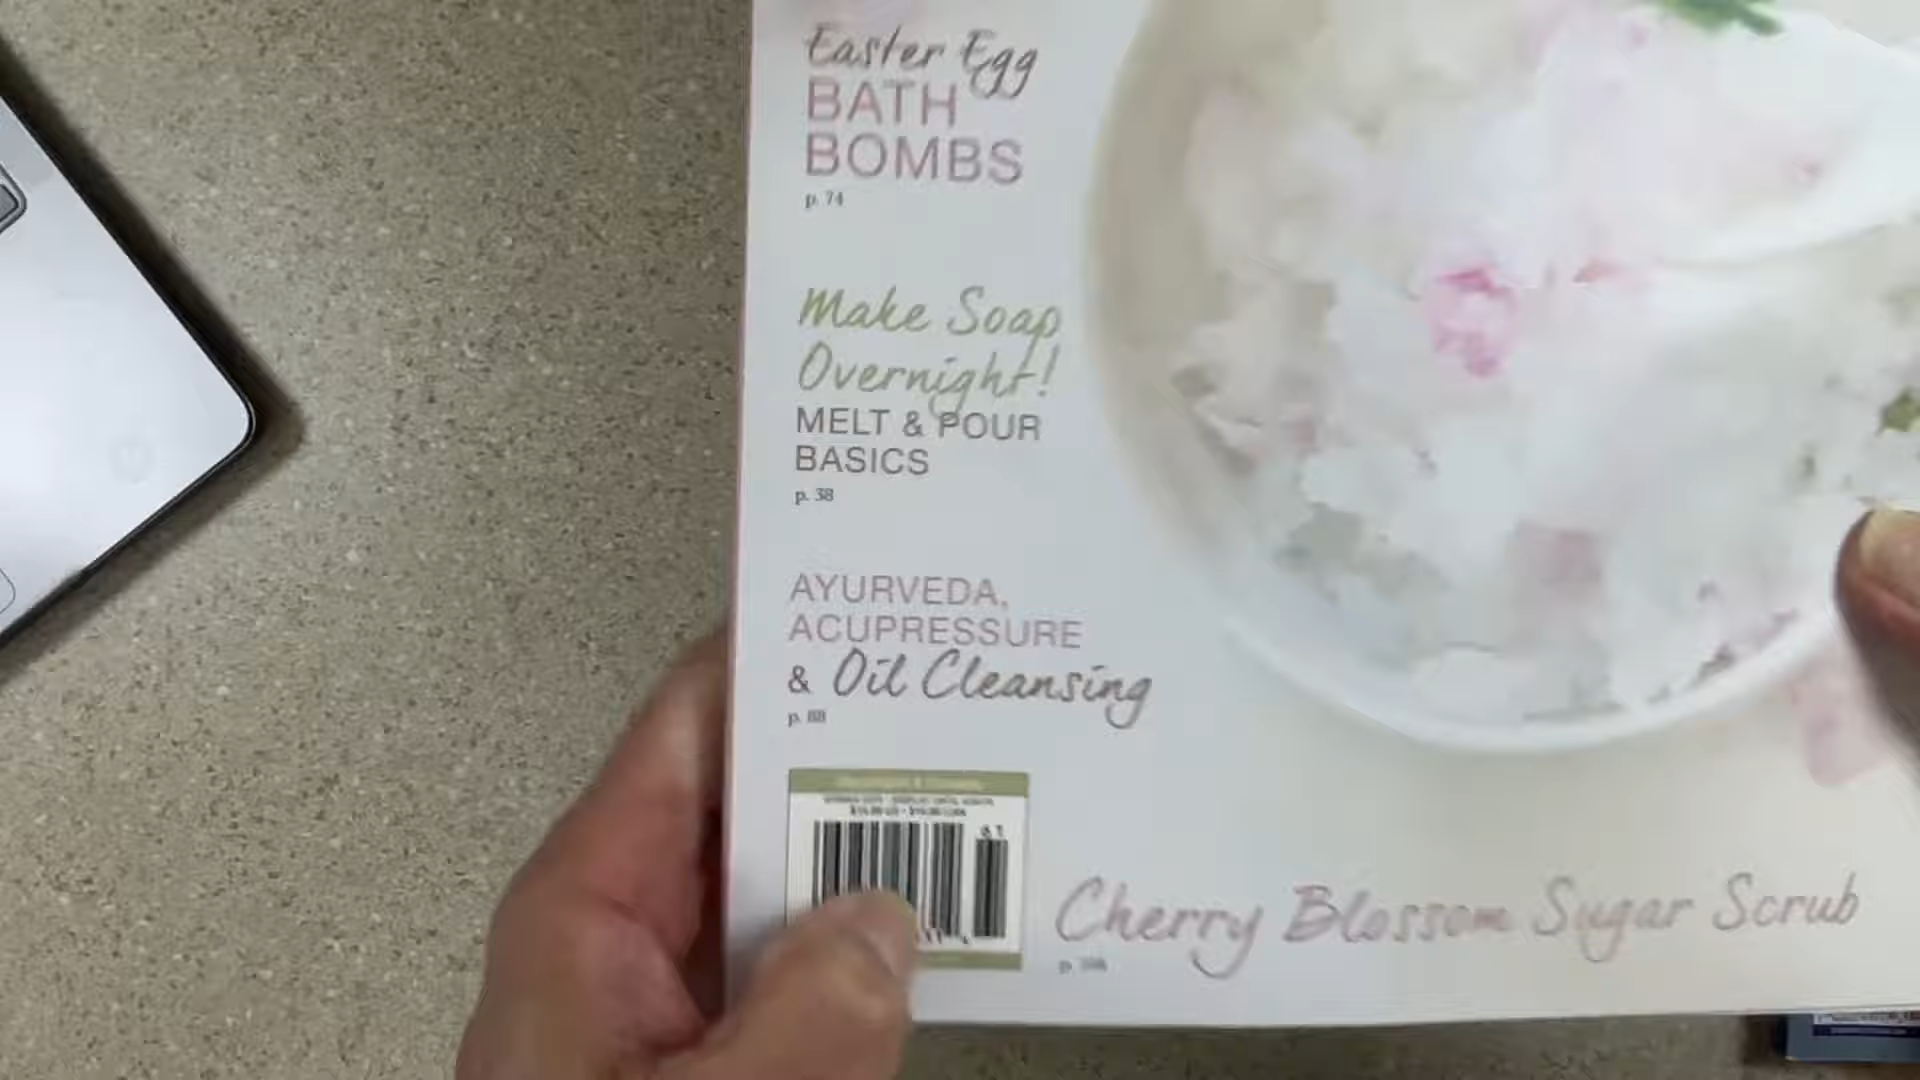 Easter Egg
BATH
BOMBS
p. 74
Make Soap
Overnight!
MELT & POUR
BASICS
p. 38
AYURVEDA,
ACUPRESSURE
& Oil Cleansing
p. 88
Cherry Blossom Sugar Scrub
p.